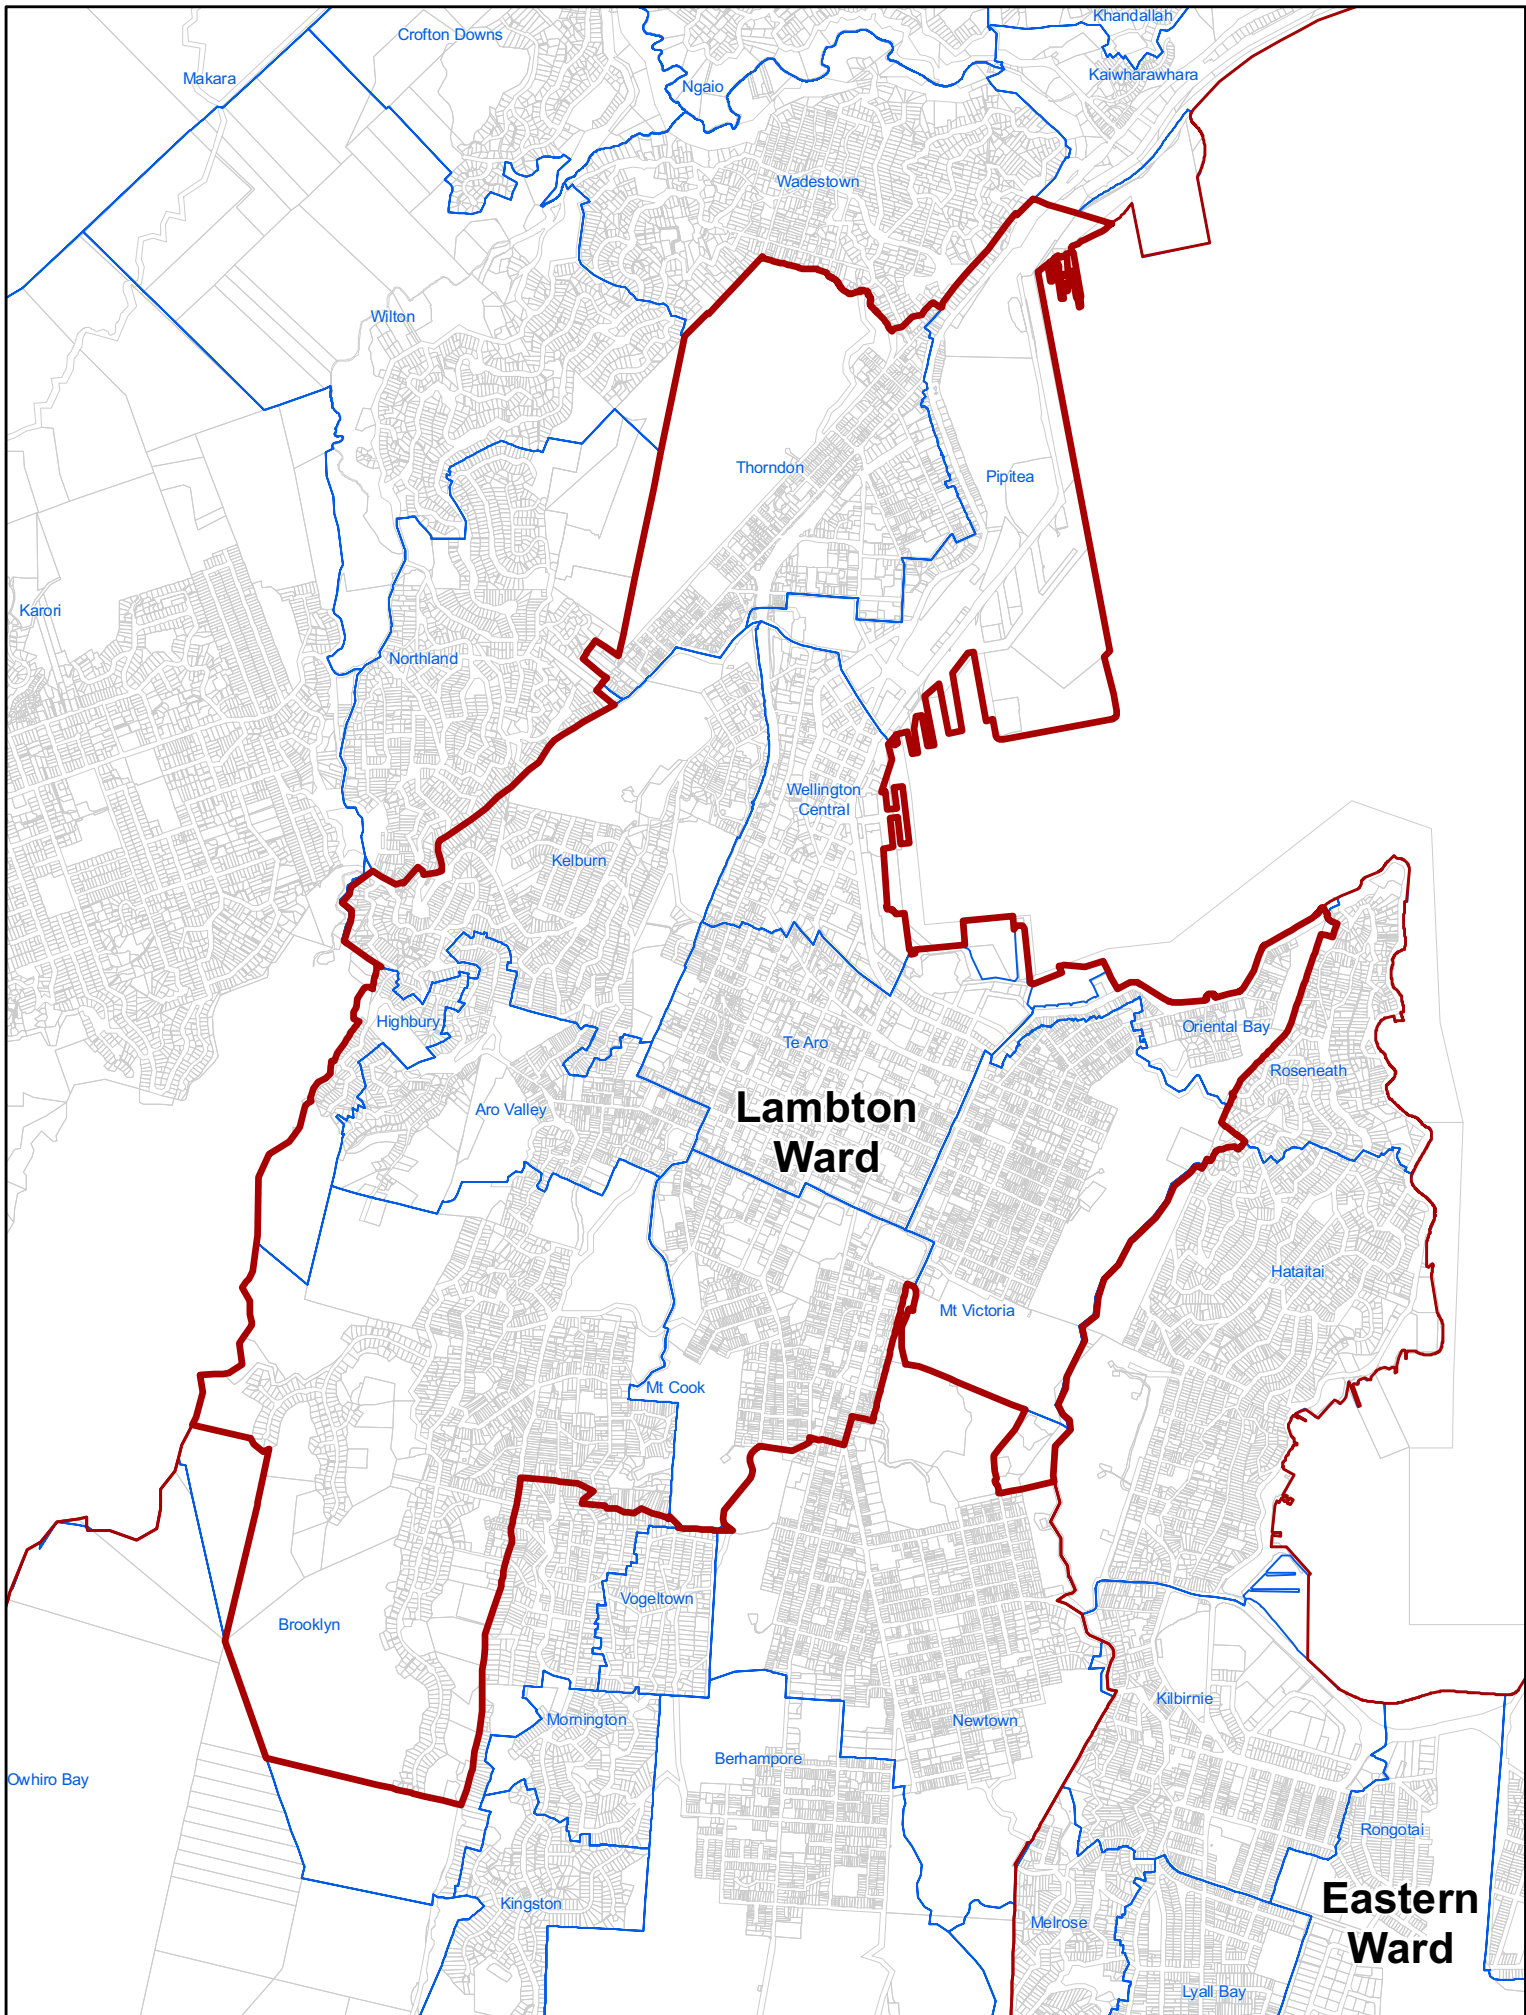 Khandallah
Crofton Downs
Makara
Kaiwharawhara
Ngaio
Wadestown
Wilton
Thorndon
Pipitea
Karori
Northland
Wellington
Central
Kelburn
Highbury
Oriental Bay
Te Aro
Roseneath
Aro Valley
Lambton
Ward
Hataitai
Mt Victoria
Mt Cook
Vogeltown
Brooklyn
Kilbirnie
Mornington
Newtown
Berhampore
Owhiro Bay
Rongotai
Kingston
Eastern
Ward
Melrose
Lyall Bay